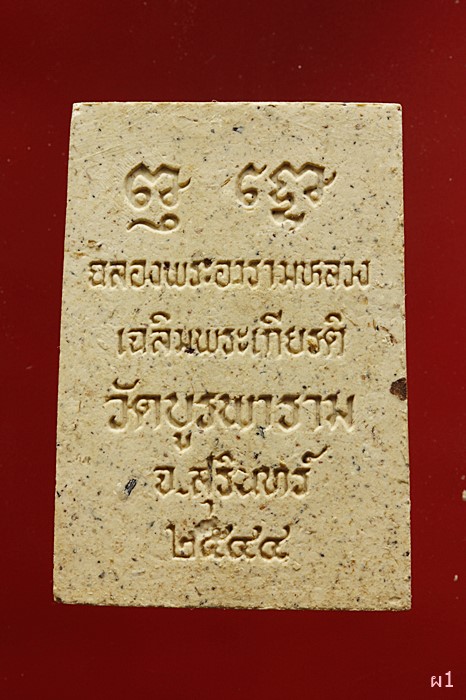 ฉลองพระอารามหลวง
เฉลิมพระเกียรติ
วัดบูรพาราม
จ.สุรินทร์
๒๕๔๔
ผ1